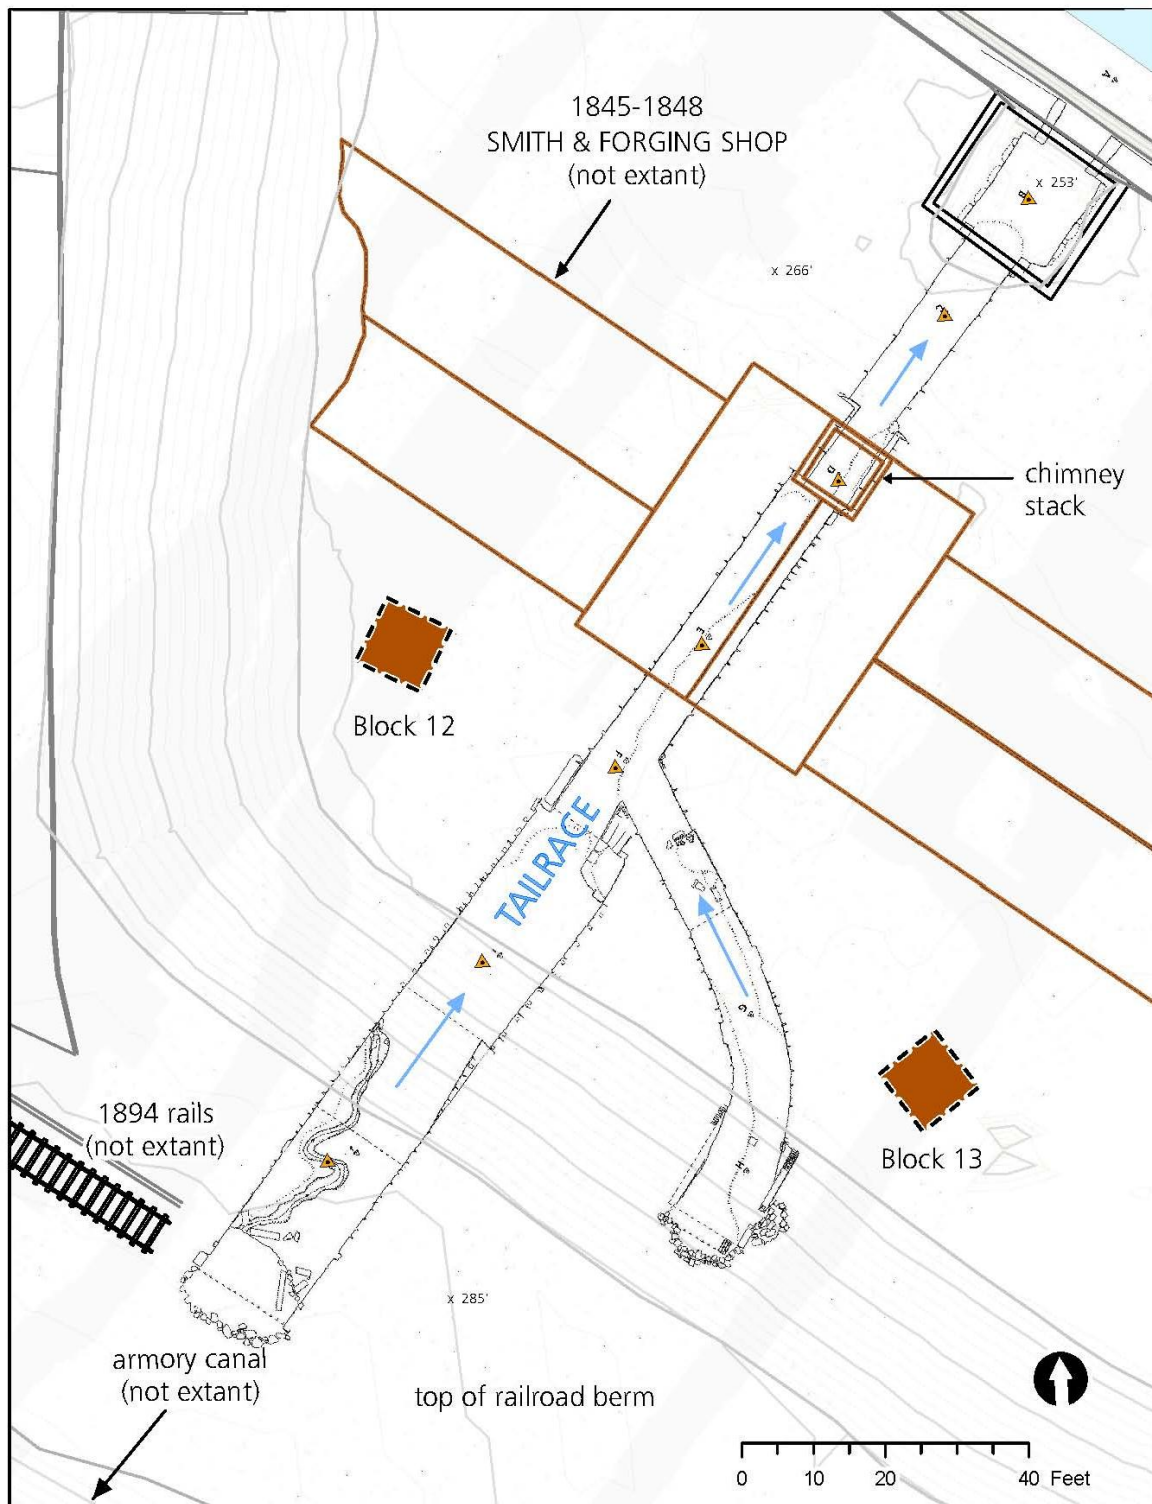 1845-1848
SMITH & FORGING SHOP
(not extant)
A
B
x 253'
x 266'
C
chimney
stack
D
E
Block 12
F
TAILRACE
G
1894 rails
(not extant)
Block 13
H
x 285'
armory canal
(not extant)
top of railroad berm
0 10 20 40 Feet